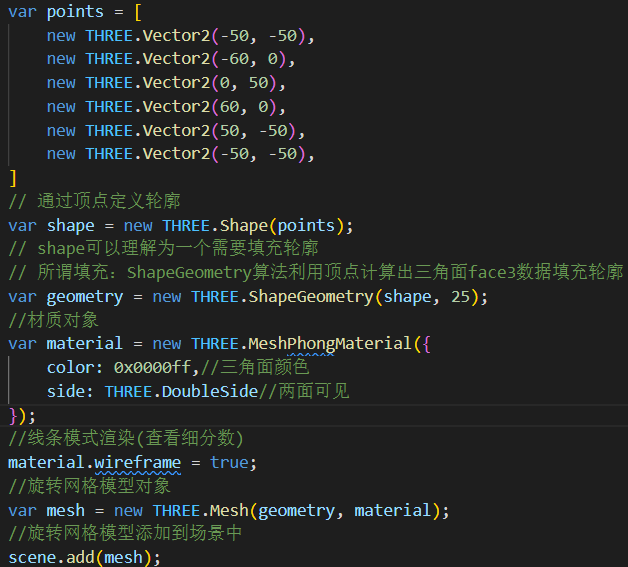 var points = [
    new THREE.Vector2(-50, -50),
    new THREE.Vector2(-60, 0),
    new THREE.Vector2(0, 50),
    new THREE.Vector2(60, 0),
    new THREE.Vector2(50, -50),
    new THREE.Vector2(-50, -50),
]
// 通过顶点定义轮廓
var shape = new THREE.Shape(points);
// shape可以理解为一个需要填充轮廓
// 所谓填充：ShapeGeometry算法利用顶点计算出三角面face3数据填充轮廓
var geometry = new THREE.ShapeGeometry(shape, 25);
//材质对象
var material = new THREE.MeshPhongMaterial({
    color: 0x0000ff,//三角面颜色
    side: THREE.DoubleSide//两面可见
});
//线条模式渲染(查看细分数)
material.wireframe = true;
//旋转网格模型对象
var mesh = new THREE.Mesh(geometry, material);
//旋转网格模型添加到场景中
scene.add(mesh);